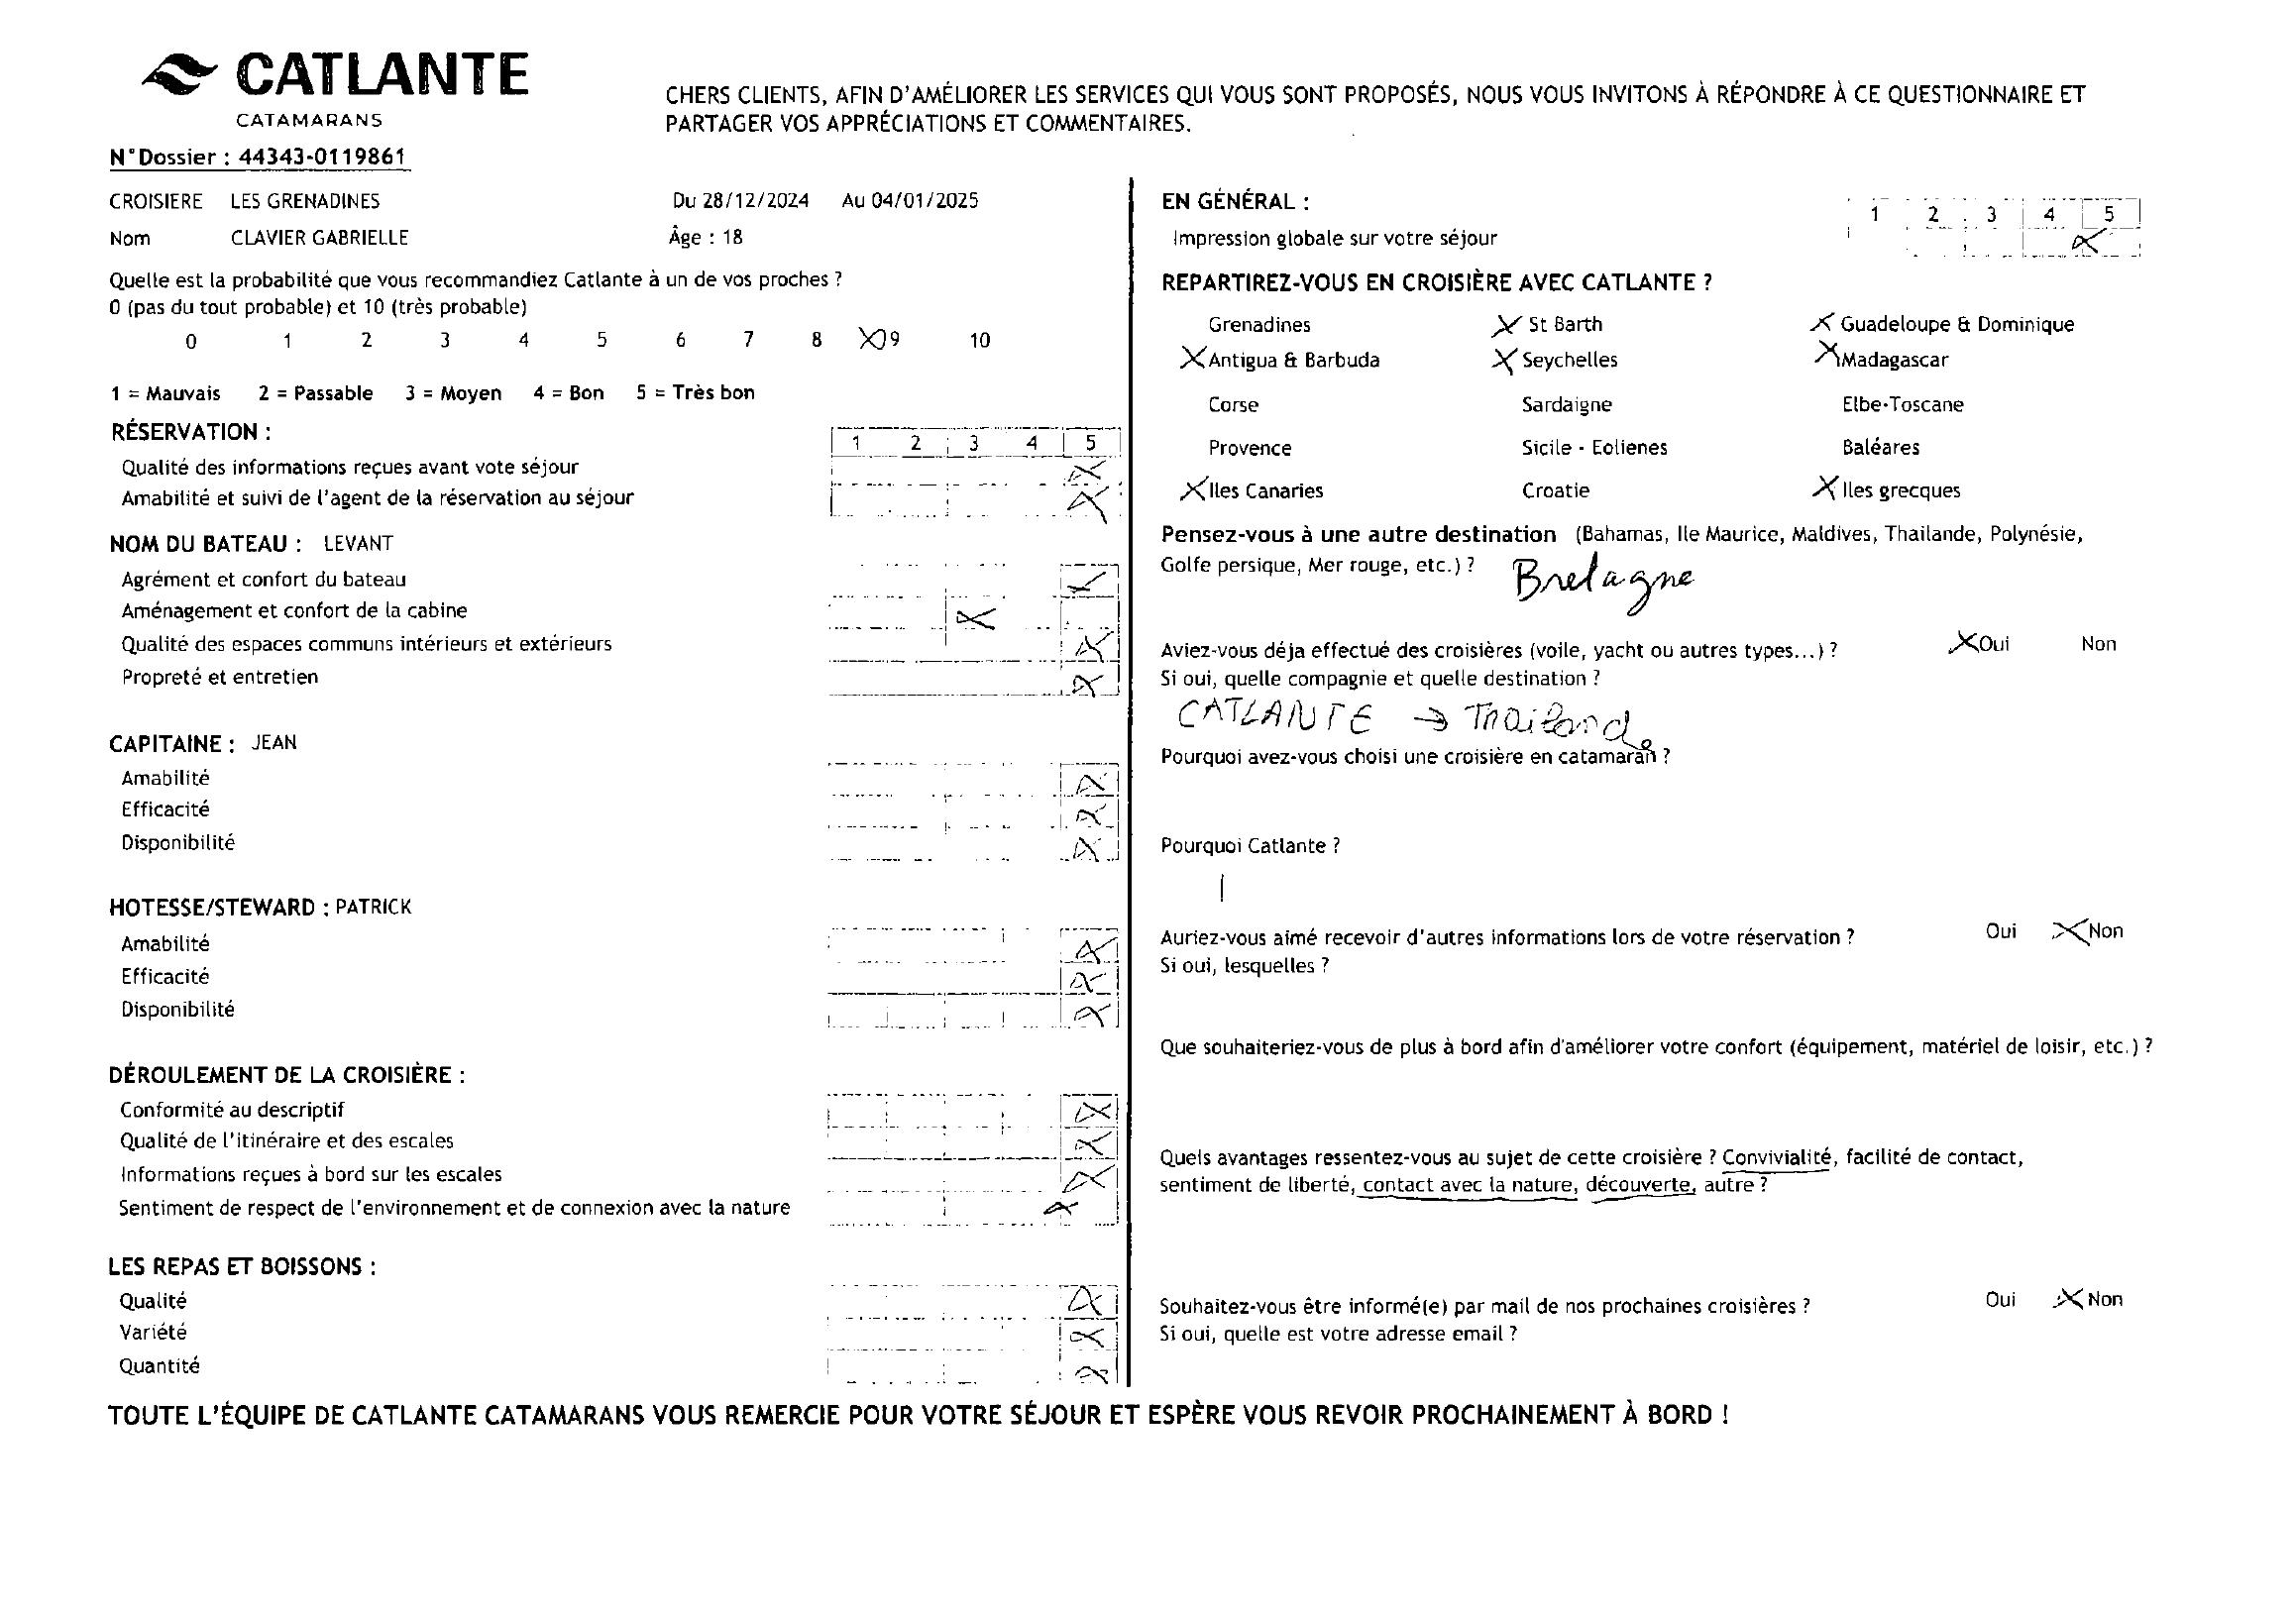 CATLANTE
CATAMARANS
CHERS CLIENTS, AFIN D'AMÉLIORER LES SERVICES QUI VOUS SONT PROPOSÉS, NOUS VOUS INVITONS À RÉPONDRE À CE QUESTIONNAIRE ET
PARTAGER VOS APPRÉCIATIONS ET COMMENTAIRES.
N°Dossier : 44343-0119861
CROISIERE LES GRENADINES Du 28/12/2024 Au 04/01/2025
Nom CLAVIER GABRIELLE Âge : 18
Quelle est la probabilité que vous recommandiez Catlante à un de vos proches ?
0 (pas du tout probable) et 10 (très probable)
0 1 2 3 4 5 6 7 8 X 9 10
1 = Mauvais 2 = Passable 3 = Moyen 4 = Bon 5 = Très bon
RÉSERVATION :
1 2 3 4 5
Qualité des informations reçues avant vote séjour X
Amabilité et suivi de l'agent de la réservation au séjour X
NOM DU BATEAU : LEVANT
Agrément et confort du bateau X
Aménagement et confort de la cabine X
Qualité des espaces communs intérieurs et extérieurs X
Propreté et entretien X
CAPITAINE : JEAN
Amabilité X
Efficacité X
Disponibilité X
HOTESSE/STEWARD : PATRICK
Amabilité X
Efficacité X
Disponibilité X
DÉROULEMENT DE LA CROISIÈRE :
Conformité au descriptif X
Qualité de l'itinéraire et des escales X
Informations reçues à bord sur les escales X
Sentiment de respect de l'environnement et de connexion avec la nature X
LES REPAS ET BOISSONS :
Qualité X
Variété X
Quantité X
EN GÉNÉRAL :
1 2 3 4 5
Impression globale sur votre séjour X
REPARTIREZ-VOUS EN CROISIÈRE AVEC CATLANTE ?
Grenadines X St Barth X Guadeloupe & Dominique
X Antigua & Barbuda X Seychelles X Madagascar
Corse Sardaigne Elbe-Toscane
Provence Sicile - Eolienes Baléares
X Iles Canaries Croatie X Iles grecques
Pensez-vous à une autre destination (Bahamas, Ile Maurice, Maldives, Thailande, Polynésie,
Golfe persique, Mer rouge, etc.) ? Bretagne
Aviez-vous déja effectué des croisières (voile, yacht ou autres types...) ? X Oui Non
Si oui, quelle compagnie et quelle destination ?
CATLANTE → Thailande
Pourquoi avez-vous choisi une croisière en catamaran ?
Pourquoi Catlante ?
Auriez-vous aimé recevoir d'autres informations lors de votre réservation ? Oui X Non
Si oui, lesquelles ?
Que souhaiteriez-vous de plus à bord afin d'améliorer votre confort (équipement, matériel de loisir, etc.) ?
Quels avantages ressentez-vous au sujet de cette croisière ? Convivialité, facilité de contact,
sentiment de liberté, contact avec la nature, découverte, autre ?
Souhaitez-vous être informé(e) par mail de nos prochaines croisières ? Oui X Non
Si oui, quelle est votre adresse email ?
TOUTE L'ÉQUIPE DE CATLANTE CATAMARANS VOUS REMERCIE POUR VOTRE SÉJOUR ET ESPÈRE VOUS REVOIR PROCHAINEMENT À BORD !